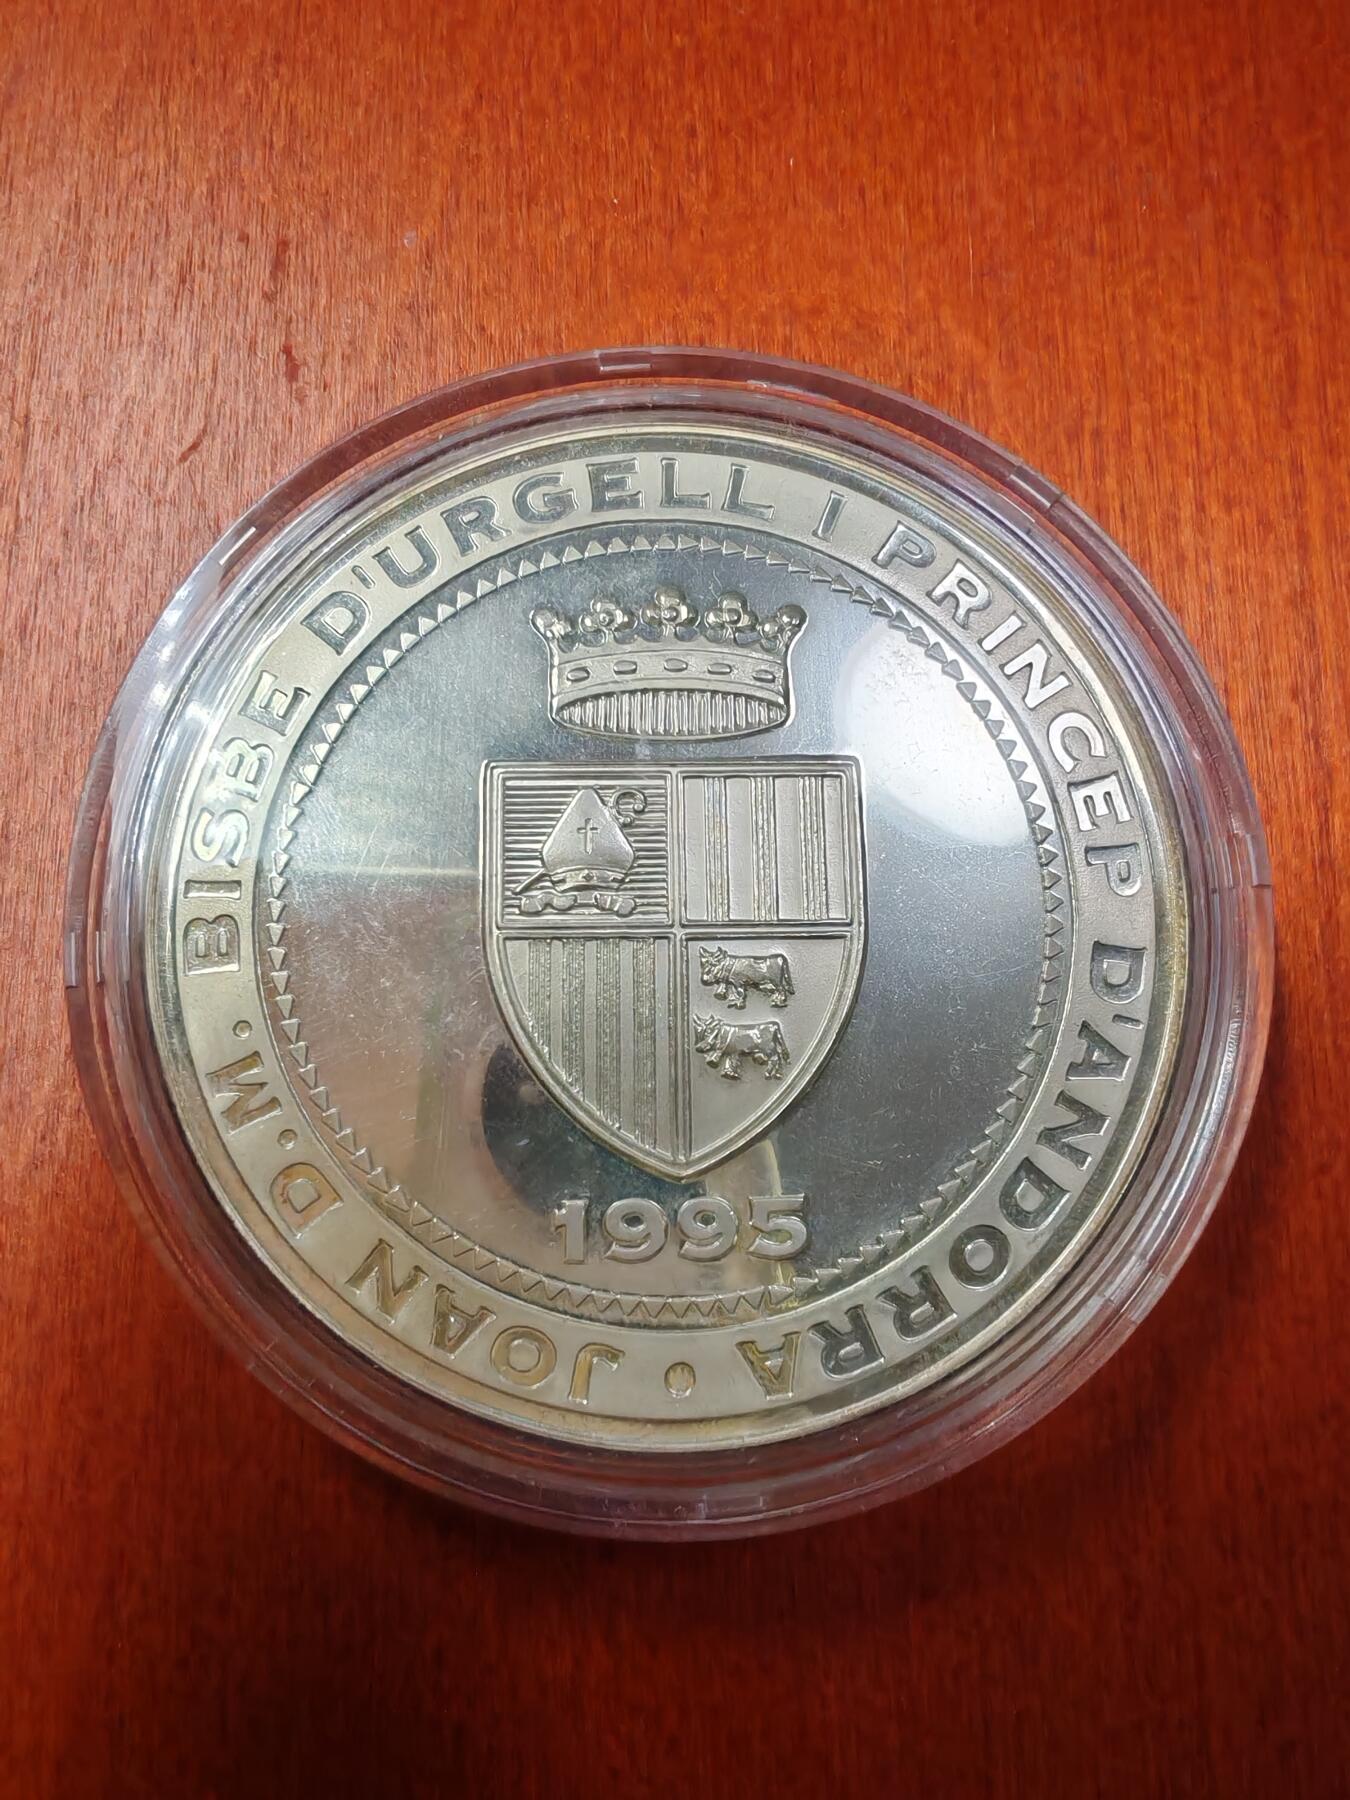 JOAN D.M. BISBE D'URGELL I PRINCEP D'ANDORRA •
1995